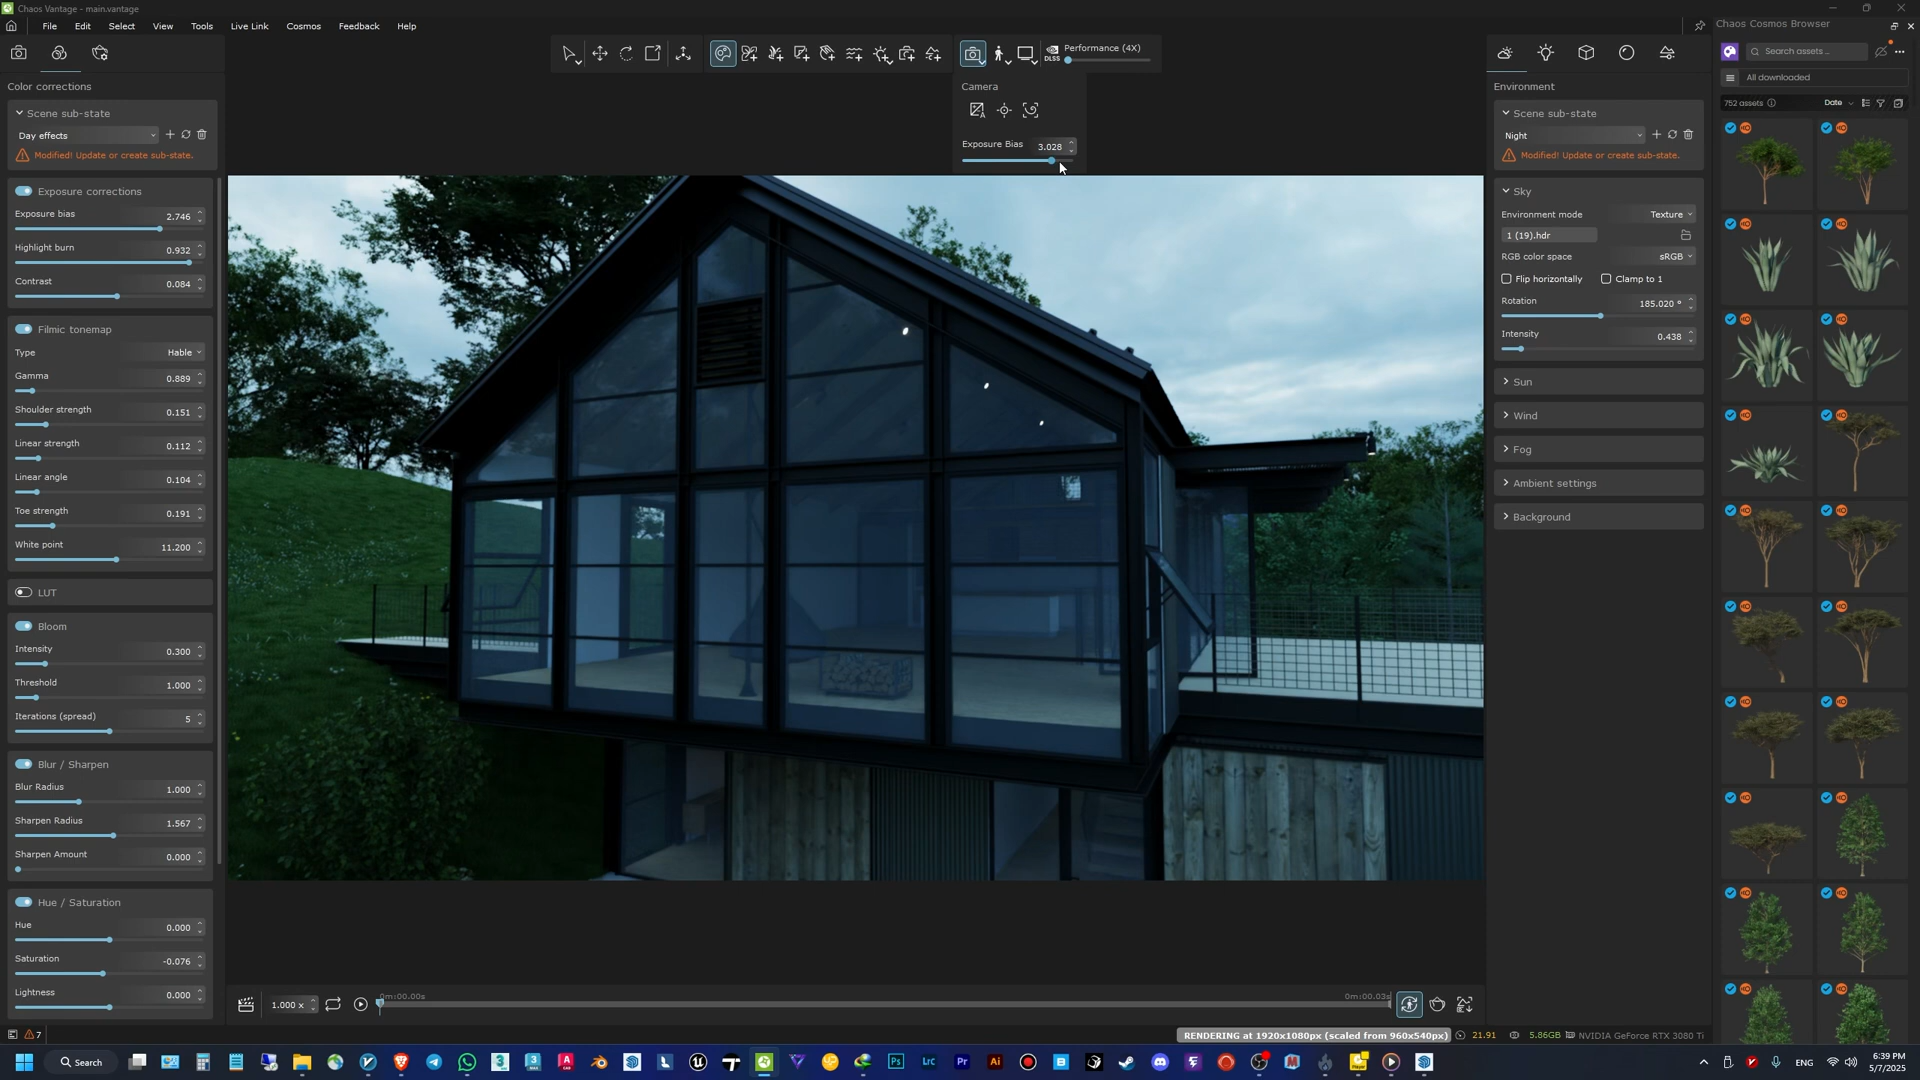 Chaos Vantage - main.vantage
File Edit Select View Tools Live Link Cosmos Feedback Help
Chaos Cosmos Browser
Color corrections
Scene sub-state
Day effects
Modified! Update or create sub-state.
Exposure corrections
Exposure bias 2.746
Highlight burn 0.932
Contrast 0.084
Filmic tonemap
Type Hable
Gamma 0.889
Shoulder strength 0.151
Linear strength 0.112
Linear angle 0.104
Toe strength 0.191
White point 11.200
LUT
Bloom
Intensity 0.300
Threshold 1.000
Iterations (spread) 5
Blur / Sharpen
Blur Radius 1.000
Sharpen Radius 1.567
Sharpen Amount 0.000
Hue / Saturation
Hue 0.000
Saturation -0.076
Lightness 0.000
DLSS Performance (4X)
Camera
Exposure Bias 3.028
1.000 x
0m:00.00s
0m:00.03s
RENDERING at 1920x1080px (scaled from 960x540px) 21.91 5.86GB NVIDIA GeForce RTX 3080 Ti
Environment
Scene sub-state
Night
Modified! Update or create sub-state.
Sky
Environment mode Texture
1 (19).hdr
RGB color space sRGB
Flip horizontally Clamp to 1
Rotation 185.020 °
Intensity 0.438
Sun
Wind
Fog
Ambient settings
Background
Search assets ...
All downloaded
752 assets Date
7
Search
ENG
6:39 PM
5/7/2025